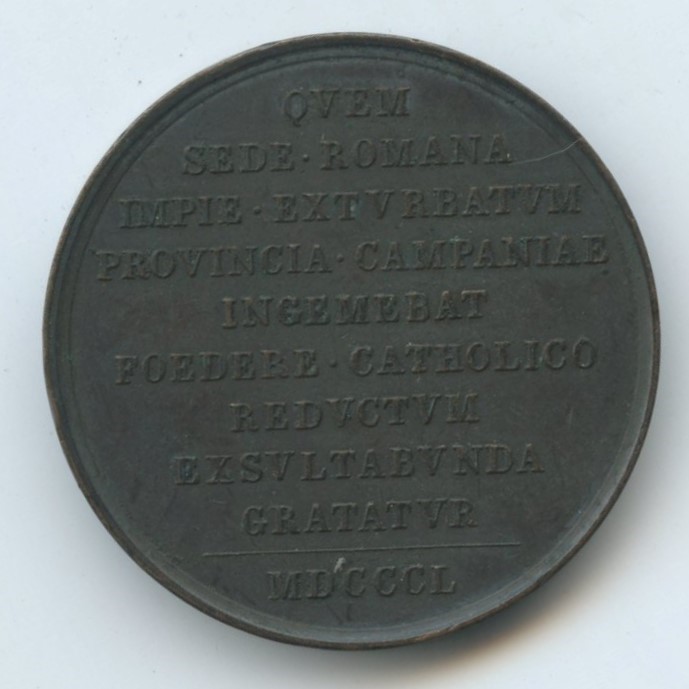 QVEM
SEDE · ROMANA
IMPIE · EXTVRBATVM
PROVINCIA · CAMPANIAE
INGEMEBAT
FOEDERE · CATHOLICO
REDVCTVM
EXSVLTABVNDA
GRATATVR
MDCCCL